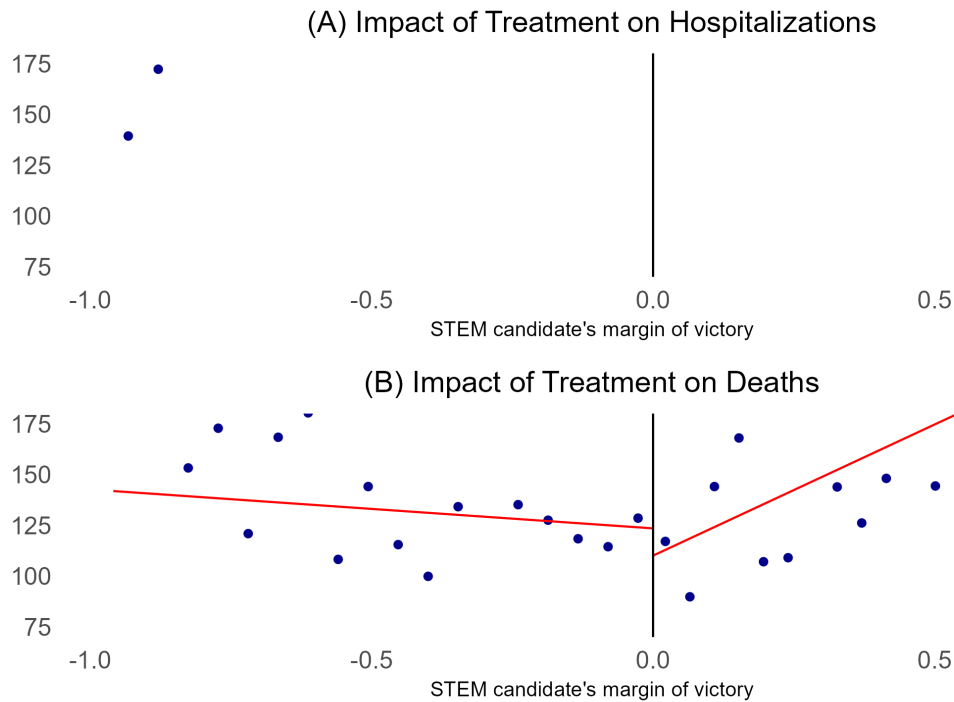 (A) Impact of Treatment on Hospitalizations
175
150
125
100
75
-1.0 -0.5 0.0 0.5
STEM candidate's margin of victory
(B) Impact of Treatment on Deaths
175
150
125
100
75
-1.0 -0.5 0.0 0.5
STEM candidate's margin of victory